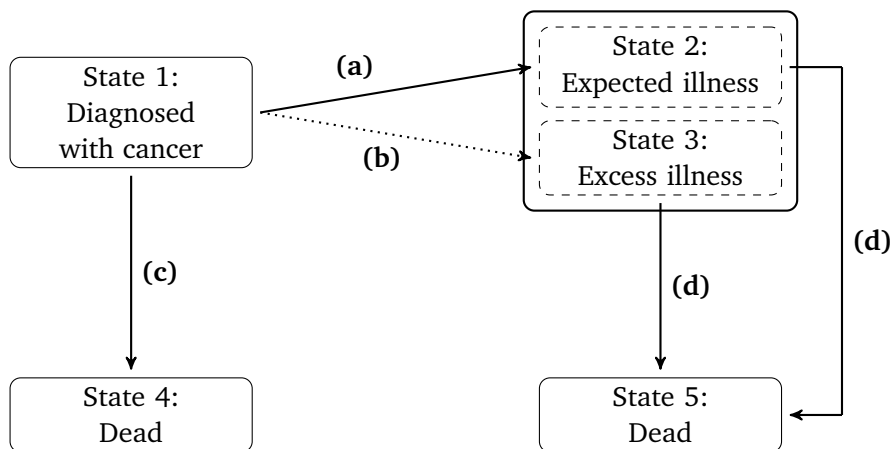 State 1:
Diagnosed
with cancer
(a)
(b)
State 2:
Expected illness
State 3:
Excess illness
(c)
(d)
(d)
State 4:
Dead
State 5:
Dead